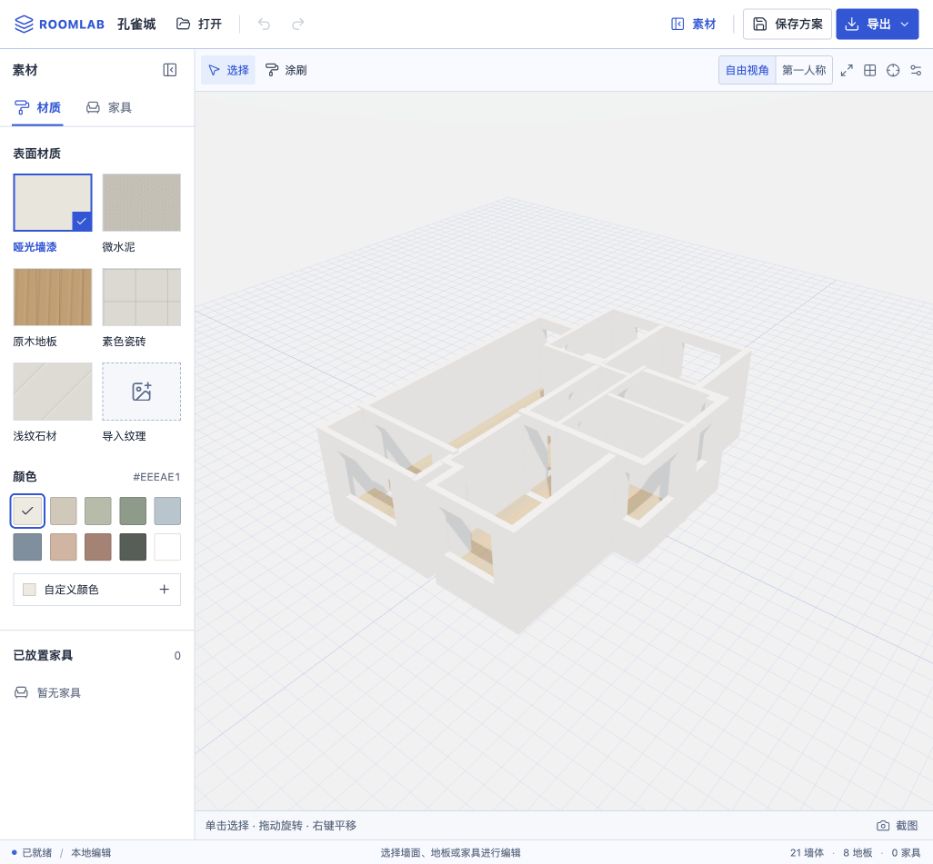 ROOMLAB 孔雀城 打开 素材 保存方案 导出
素材
选择 涂刷 自由视角 第一人称
材质 家具
表面材质
哑光墙漆 微水泥
原木地板 素色瓷砖
浅纹石材 导入纹理
颜色 #EEEAE1
自定义颜色
已放置家具 0
暂无家具
单击选择 · 拖动旋转 · 右键平移 截图
已就绪 / 本地编辑 选择墙面、地板或家具进行编辑 21 墙体 · 8 地板 · 0 家具